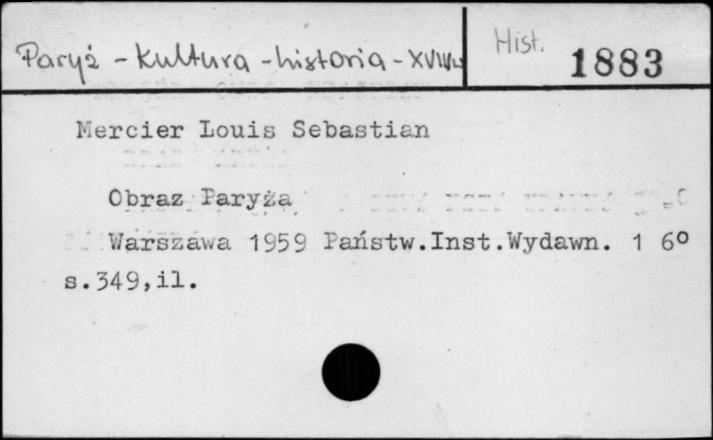 Paryż - kultura - historia - XVIIIw
Hist.
1883
Mercier Louis Sebastian
Obraz Paryża
Warszawa 1959 Państw.Inst.Wydawn. 1 6°
s.349,il.